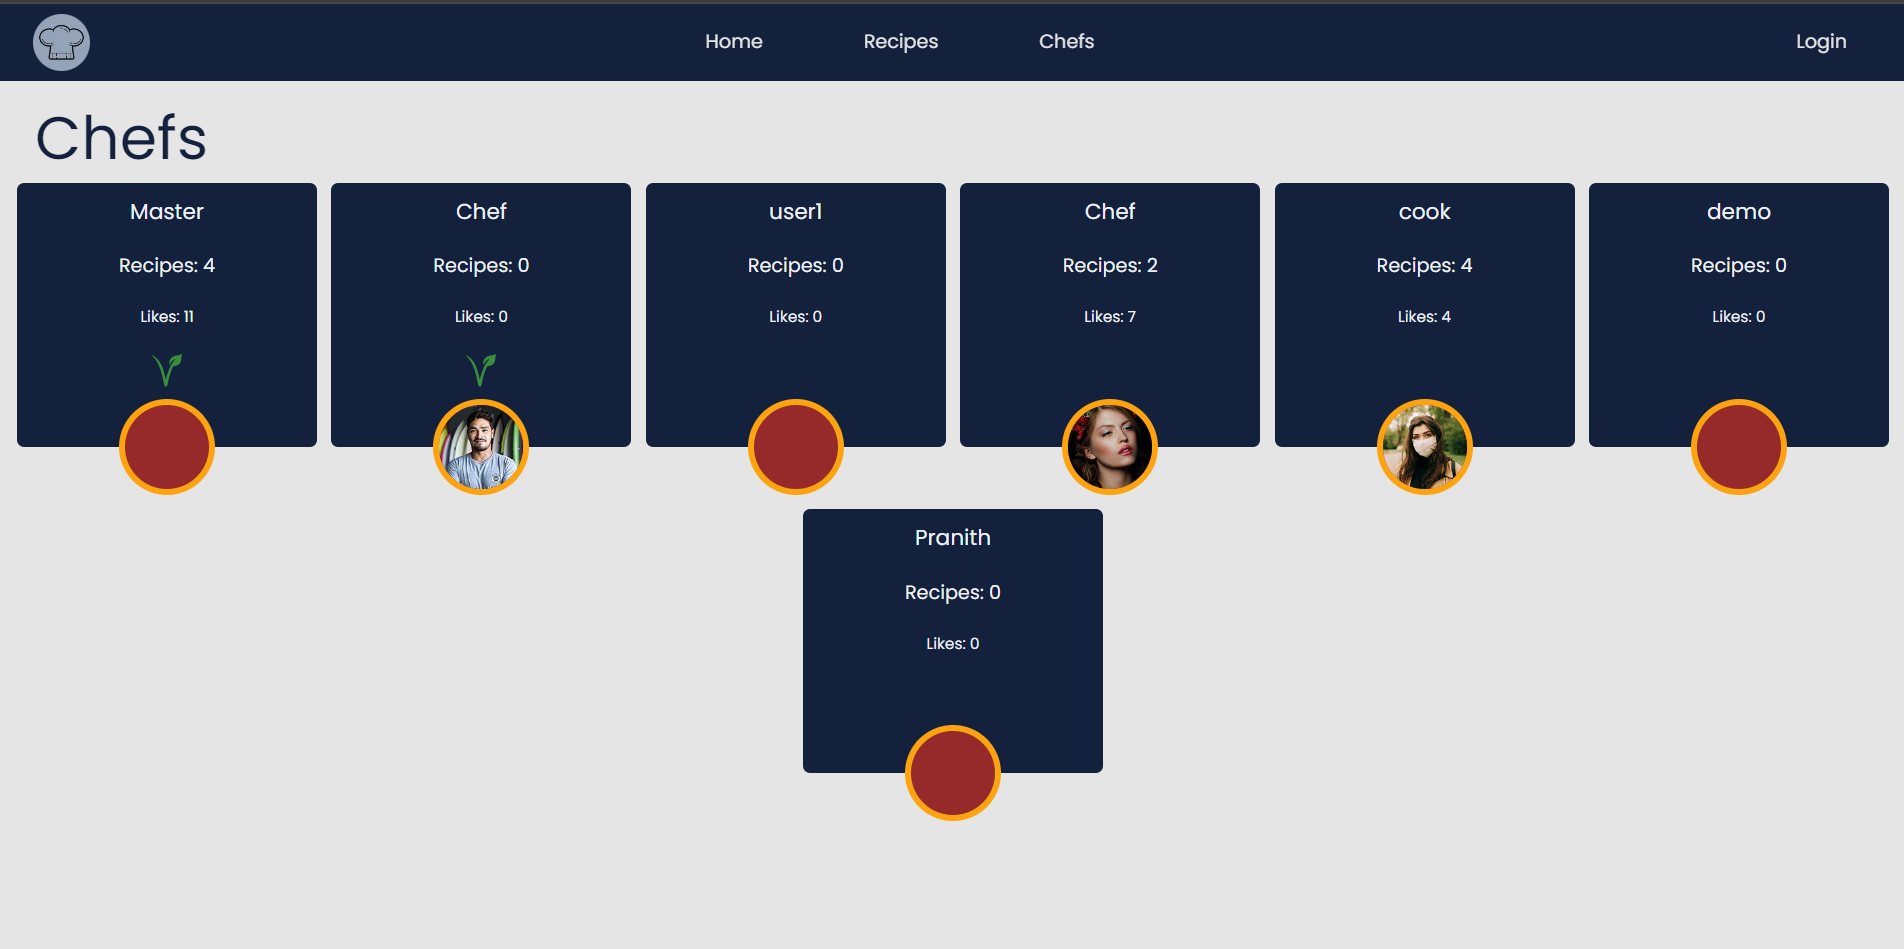 Home Recipes Chefs Login
Chefs
Master
Recipes: 4
Likes: 11
Chef
Recipes: 0
Likes: 0
user1
Recipes: 0
Likes: 0
Chef
Recipes: 2
Likes: 7
cook
Recipes: 4
Likes: 4
demo
Recipes: 0
Likes: 0
Pranith
Recipes: 0
Likes: 0